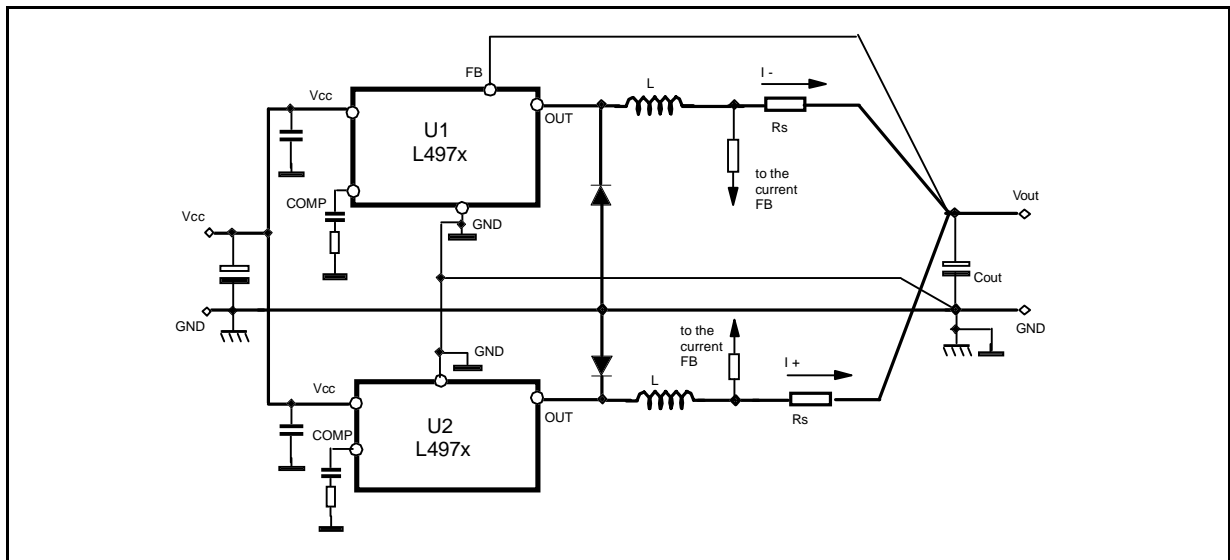 FB
I -
Vcc
L
OUT
Rs
U1
L497x
to the
current
FB
COMP
Vout
Vcc
GND
Cout
GND
to the
current
FB
GND
GND
I +
Vcc
L
OUT
Rs
U2
L497x
COMP